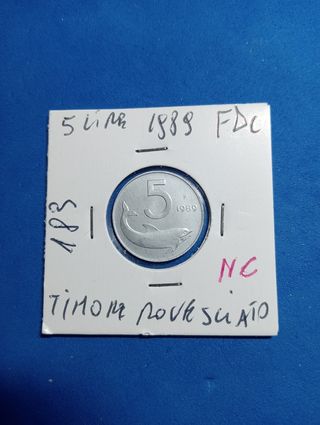 5 LIRE 1989 FDC
183
5
1989
R
NC
TIMONE ROVESCIATO